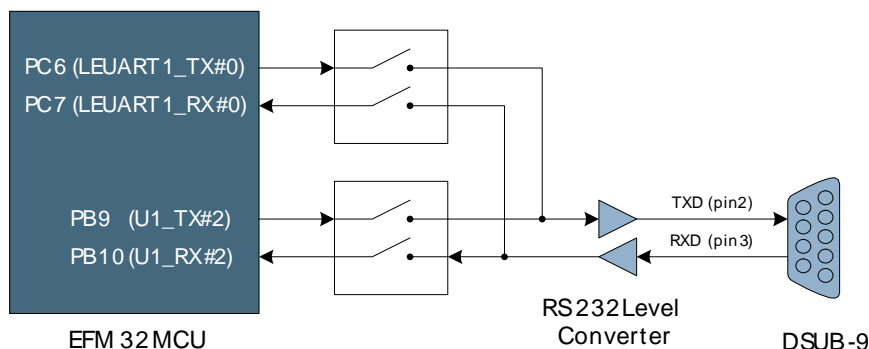 PC6 (LEUART1_TX#0)
PC7 (LEUART1_RX#0)
PB9 (U1_TX#2)
PB10 (U1_RX#2)
TXD (pin2)
RXD (pin3)
RS232 Level
Converter
EFM32 MCU
DSUB-9